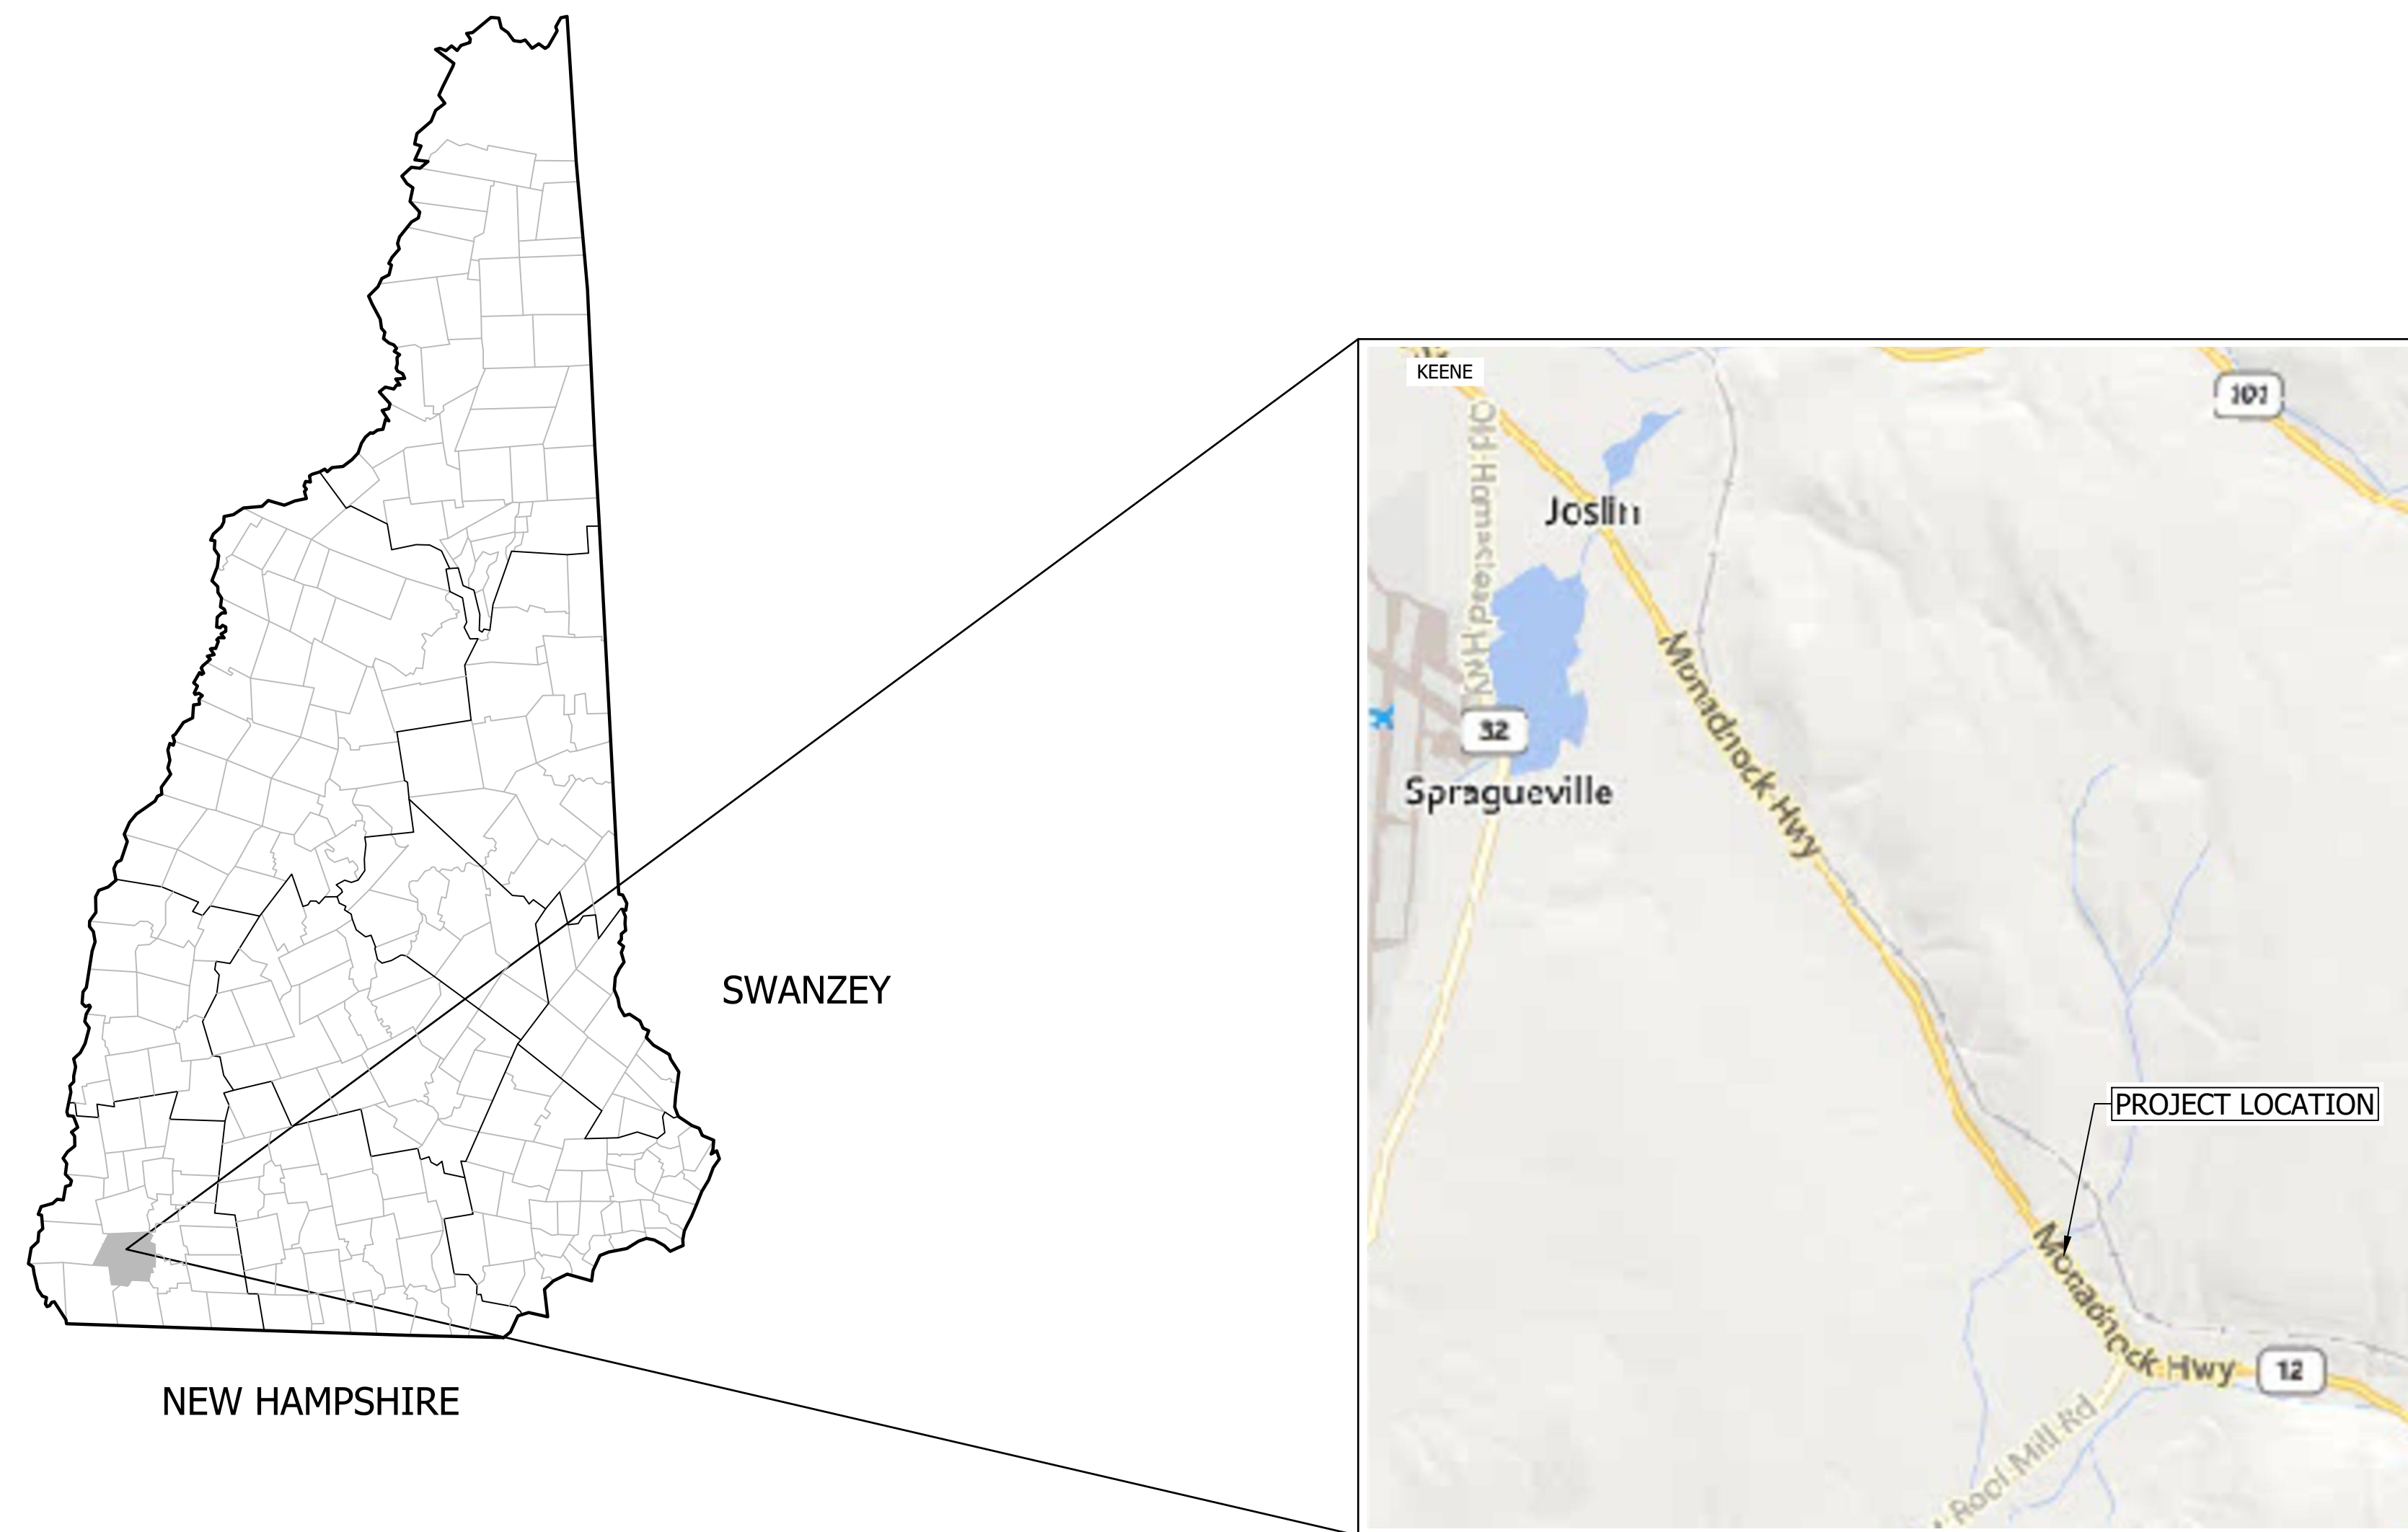 KEENE
101
Old Homestead Hwy
Joslin
Monadnock Hwy
32
Spragueville
SWANZEY
PROJECT LOCATION
Monadnock Hwy
12
NEW HAMPSHIRE
Pool Mill Rd